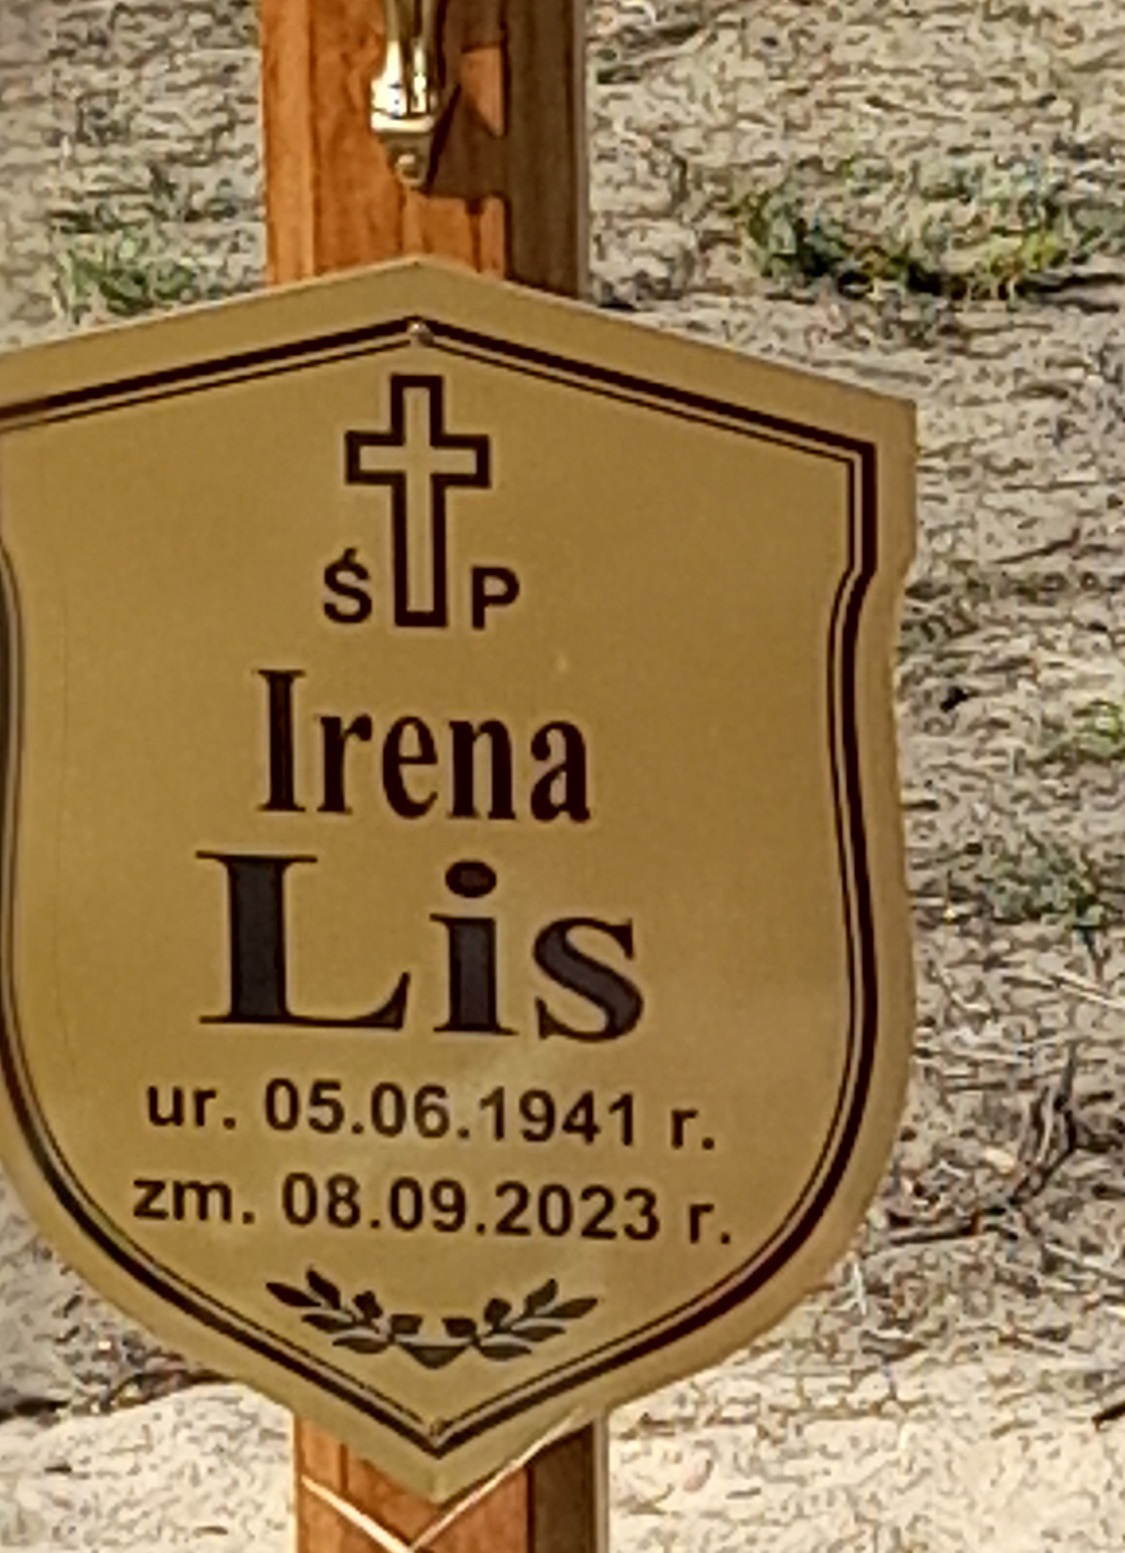 Ś P
Irena
Lis
ur. 05.06.1941 r.
zm. 08.09.2023 r.